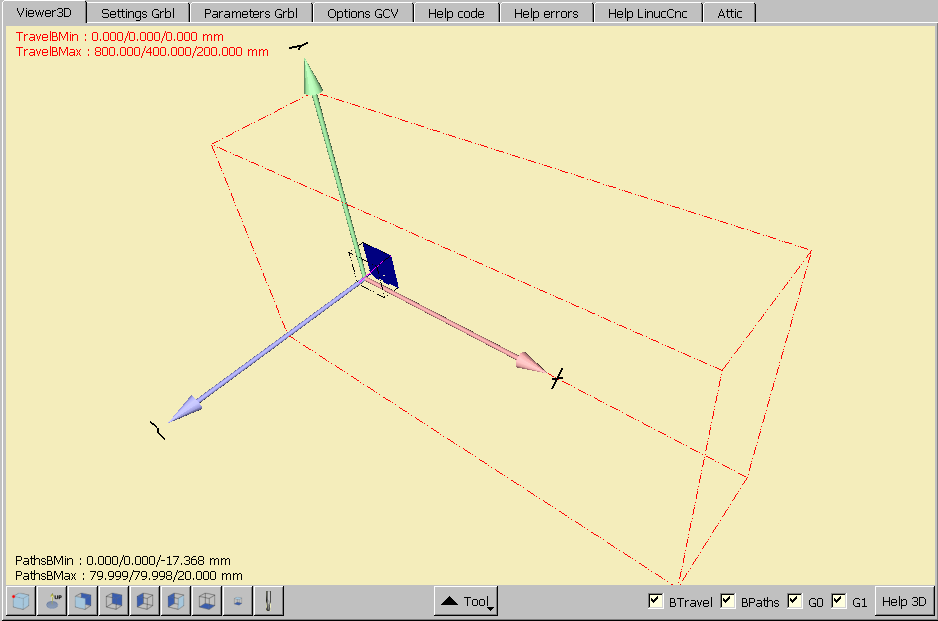 Viewer3D Settings Grbl Parameters Grbl Options GCV Help code Help errors Help LinucCnc Attic
TravelBMin : 0.000/0.000/0.000 mm
TravelBMax : 800.000/400.000/200.000 mm
PathsBMin : 0.000/0.000/-17.368 mm
PathsBMax : 79.999/79.998/20.000 mm
UP Tool BTravel BPaths G0 G1 Help 3D